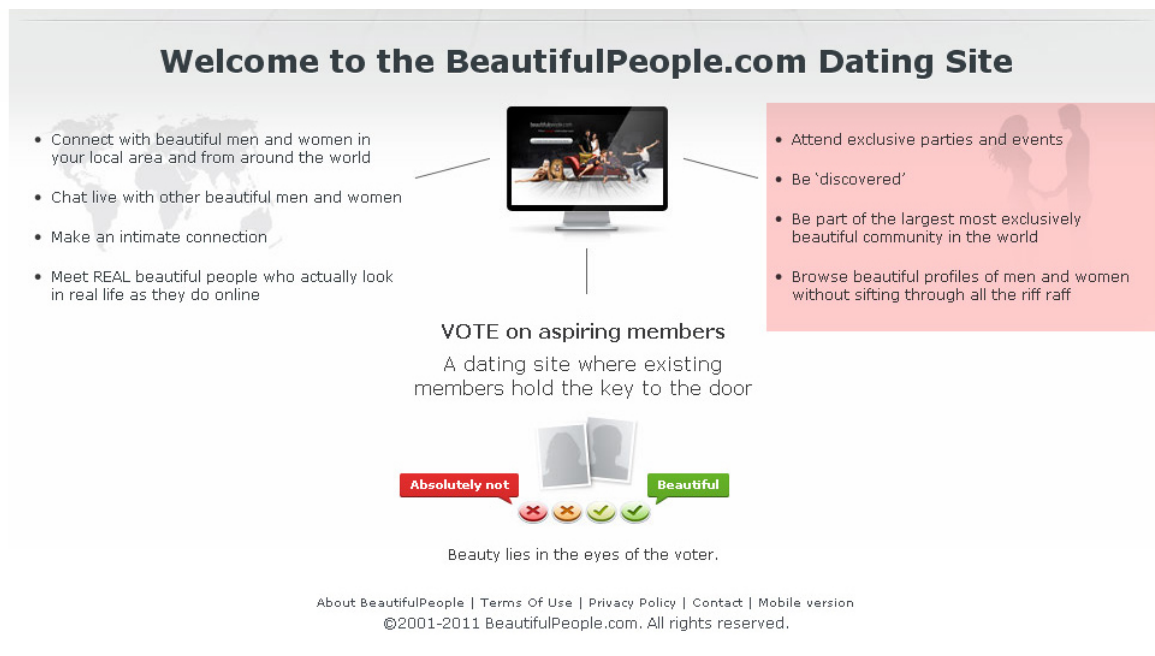 Welcome to the BeautifulPeople.com Dating Site
• Connect with beautiful men and women in
your local area and from around the world
• Chat live with other beautiful men and women
• Make an intimate connection
• Meet REAL beautiful people who actually look
in real life as they do online
• Attend exclusive parties and events
• Be ‘discovered’
• Be part of the largest most exclusively
beautiful community in the world
• Browse beautiful profiles of men and women
without sifting through all the riff raff
VOTE on aspiring members
A dating site where existing
members hold the key to the door
Absolutely not
Beautiful
Beauty lies in the eyes of the voter.
About BeautifulPeople | Terms Of Use | Privacy Policy | Contact | Mobile version
©2001-2011 BeautifulPeople.com. All rights reserved.